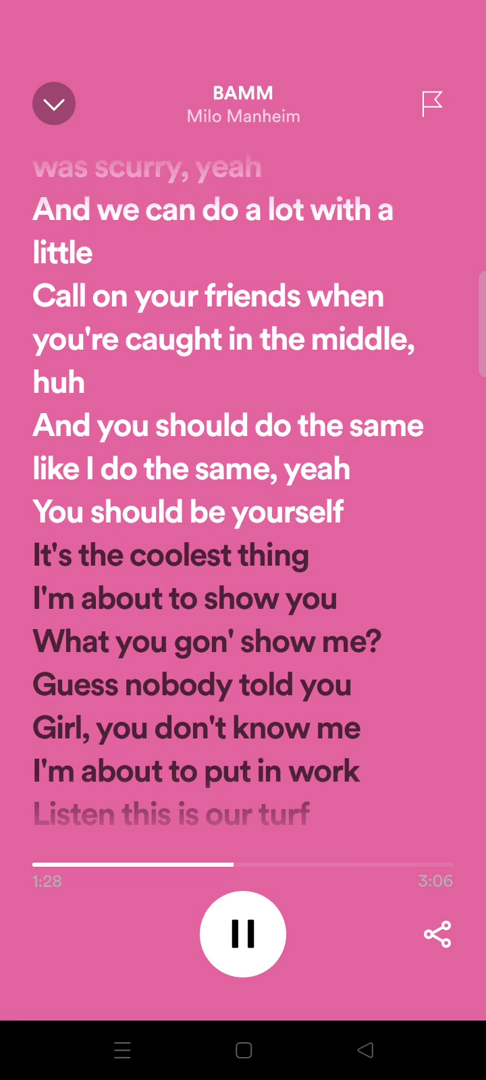 BAMM
Milo Manheim
was scurry, yeah
And we can do a lot with a
little
Call on your friends when
you're caught in the middle,
huh
And you should do the same
like I do the same, yeah
You should be yourself
It's the coolest thing
I'm about to show you
What you gon' show me?
Guess nobody told you
Girl, you don't know me
I'm about to put in work
Listen this is our turf
1:28
3:06